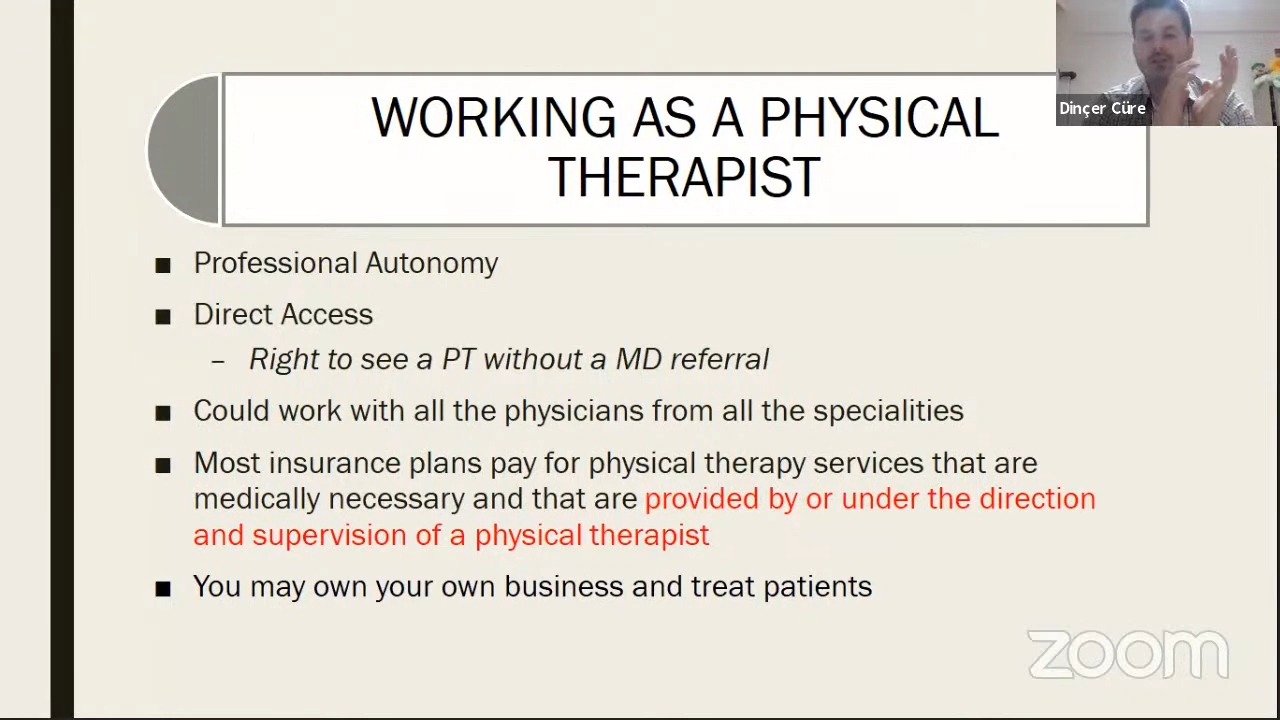 Dinçer Cüre
WORKING AS A PHYSICAL
THERAPIST
■ Professional Autonomy
■ Direct Access
– Right to see a PT without a MD referral
■ Could work with all the physicians from all the specialities
■ Most insurance plans pay for physical therapy services that are
medically necessary and that are provided by or under the direction
and supervision of a physical therapist
■ You may own your own business and treat patients
zoom